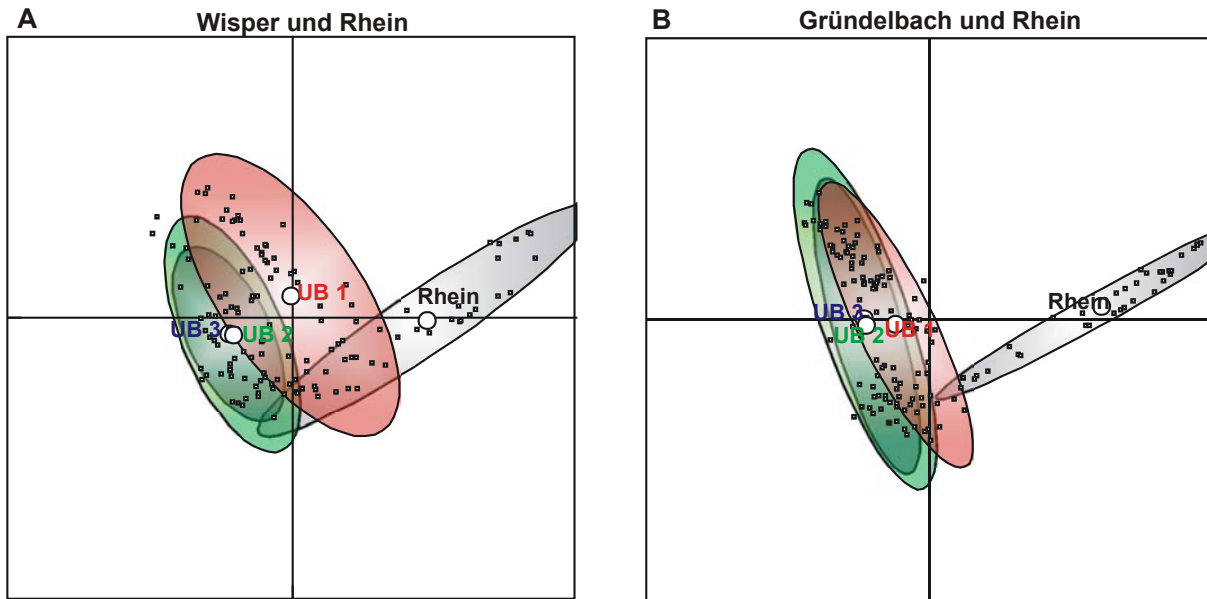 A
Wisper und Rhein
UB 1
Rhein
UB 3
UB 2
B
Gründelbach und Rhein
Rhein
UB 3
UB 2
UB 1